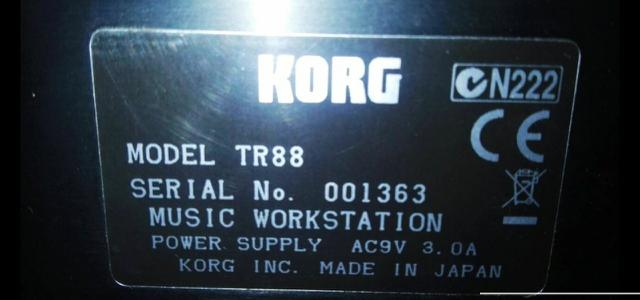 KORG
N222
CE
MODEL TR88
SERIAL No. 001363
MUSIC WORKSTATION
POWER SUPPLY AC9V 3.0A
KORG INC. MADE IN JAPAN